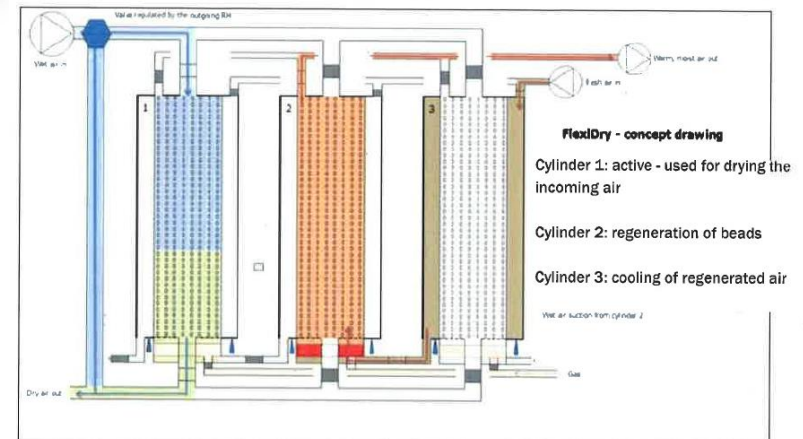 Valve regulated by the outgoing RH
Wet air in
Warm, moist air out
Fresh air in
1
2
3
FlexiDry - concept drawing
Cylinder 1: active - used for drying the
incoming air
Cylinder 2: regeneration of beads
Cylinder 3: cooling of regenerated air
Wet air suction from cylinder 2
Gas
Dry air out